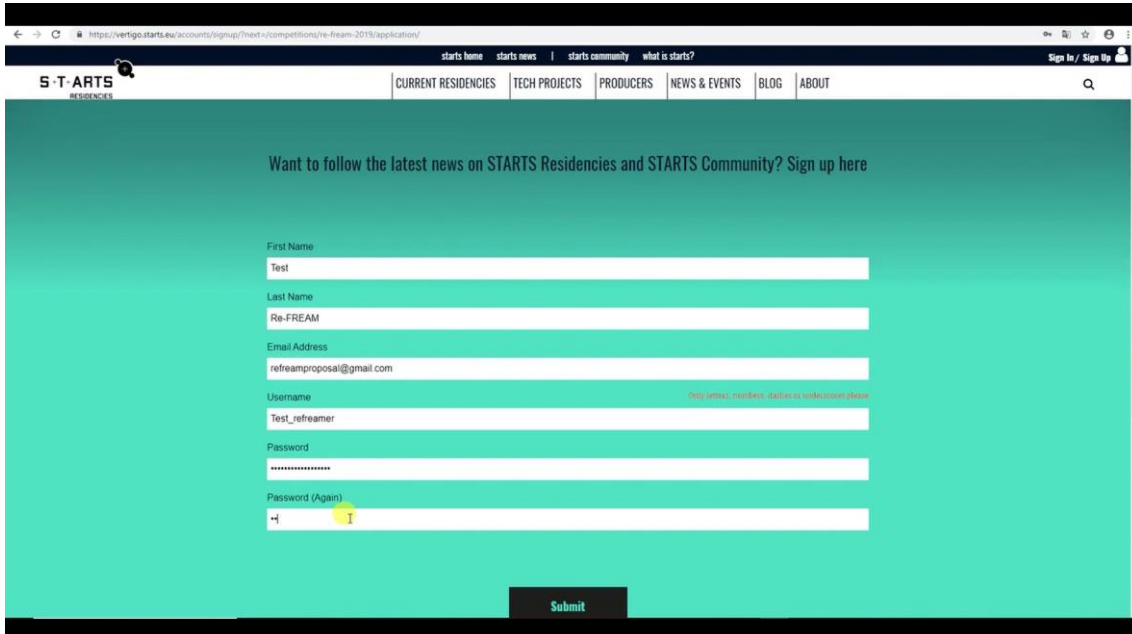 https://vertigo.starts.eu/accounts/signup/?next=/competitions/re-fream-2019/application/
starts home starts news | starts community what is starts? Sign In / Sign Up
S+T+ARTS
RESIDENCIES
CURRENT RESIDENCIES TECH PROJECTS PRODUCERS NEWS & EVENTS BLOG ABOUT
Want to follow the latest news on STARTS Residencies and STARTS Community? Sign up here
First Name
Test
Last Name
Re-FREAM
Email Address
refreamproposal@gmail.com
Username Only letters, numbers, dashes or underscores please
Test_refreamer
Password
••••••••••••••••••
Password (Again)
••
Submit